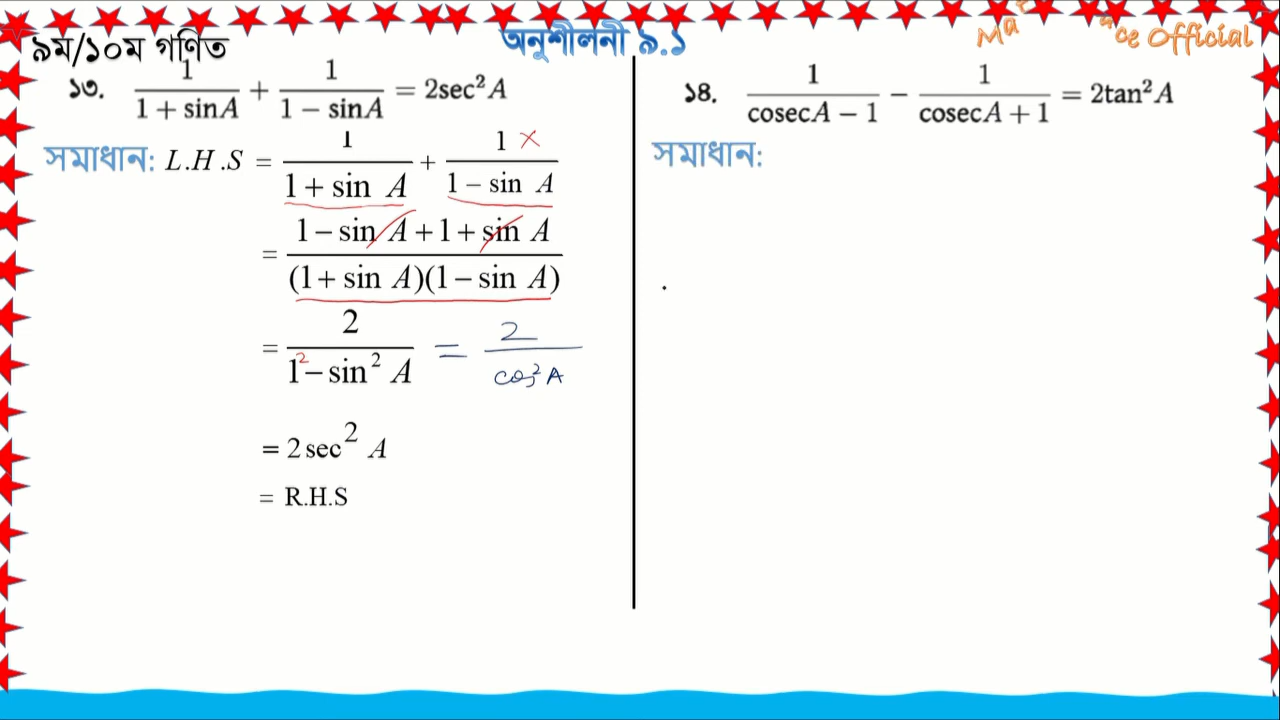 ৯ম/১০ম গণিত
অনুশীলনী ৯.১
Ma ce Official
১৩. 1/(1 + sinA) + 1/(1 − sinA) = 2sec²A
সমাধান: L.H.S = 1/(1 + sin A) + 1/(1 − sin A) ×
= (1 − sin A + 1 + sin A)/((1 + sin A)(1 − sin A))
= 2/(1² − sin² A) = 2/cos²A
= 2 sec² A
= R.H.S
১৪. 1/(cosecA − 1) − 1/(cosecA + 1) = 2tan²A
সমাধান: